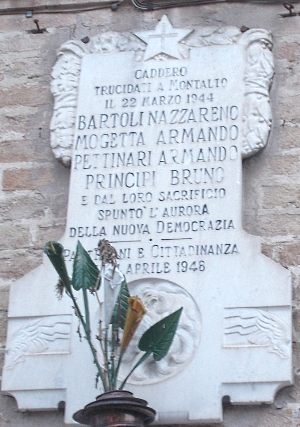 CADDERO
TRUCIDATI A MONTALTO
IL 22 MARZO 1944
BARTOLI NAZZARENO
MOGETTA ARMANDO
PETTINARI ARMANDO
PRINCIPI BRUNO
E DAL LORO SACRIFICIO
SPUNTO' L'AURORA
DELLA NUOVA DEMOCRAZIA
E CITTADINANZA
APRILE 1946